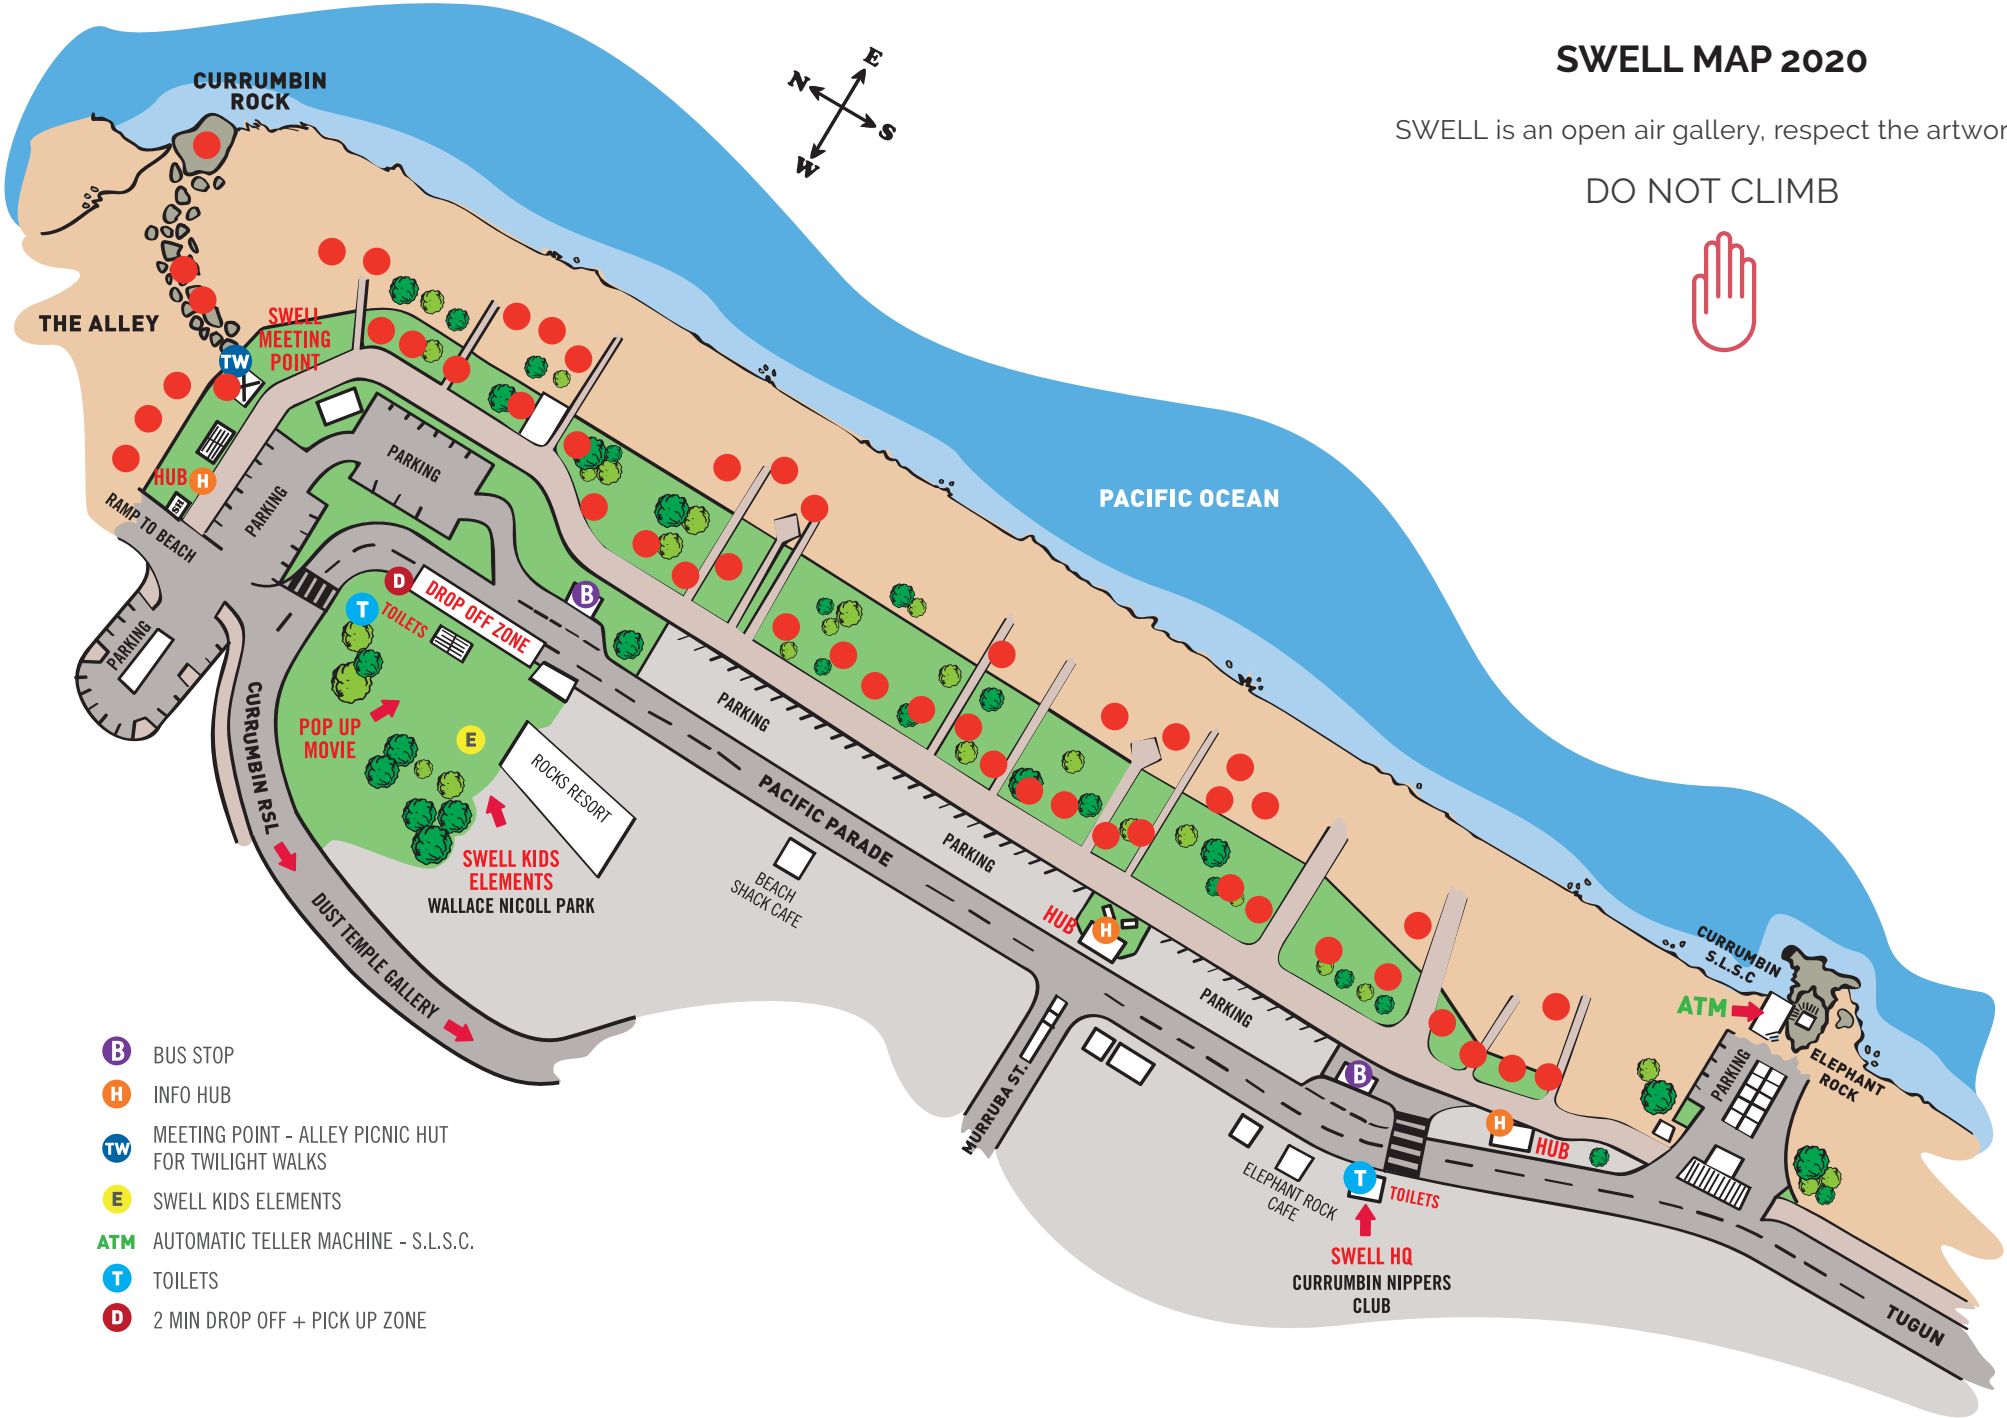 SWELL MAP 2020
SWELL is an open air gallery, respect the artwor
DO NOT CLIMB
CURRUMBIN
ROCK
N
E
S
W
THE ALLEY
SWELL
MEETING
POINT
TW
HUB
H
SH
RAMP TO BEACH
PARKING
PARKING
PARKING
PACIFIC OCEAN
D
DROP OFF ZONE
T
TOILETS
B
POP UP
MOVIE
E
CURRUMBIN RSL
ROCKS RESORT
SWELL KIDS
ELEMENTS
WALLACE NICOLL PARK
DUST TEMPLE GALLERY
PARKING
PACIFIC PARADE
BEACH
SHACK CAFE
PARKING
HUB
H
PARKING
MURRUBA ST.
B
H
HUB
ELEPHANT ROCK
CAFE
T
TOILETS
SWELL HQ
CURRUMBIN NIPPERS
CLUB
CURRUMBIN
S.L.S.C
ATM
PARKING
ELEPHANT
ROCK
TUGUN
B BUS STOP
H INFO HUB
TW MEETING POINT - ALLEY PICNIC HUT
FOR TWILIGHT WALKS
E SWELL KIDS ELEMENTS
ATM AUTOMATIC TELLER MACHINE - S.L.S.C.
T TOILETS
D 2 MIN DROP OFF + PICK UP ZONE